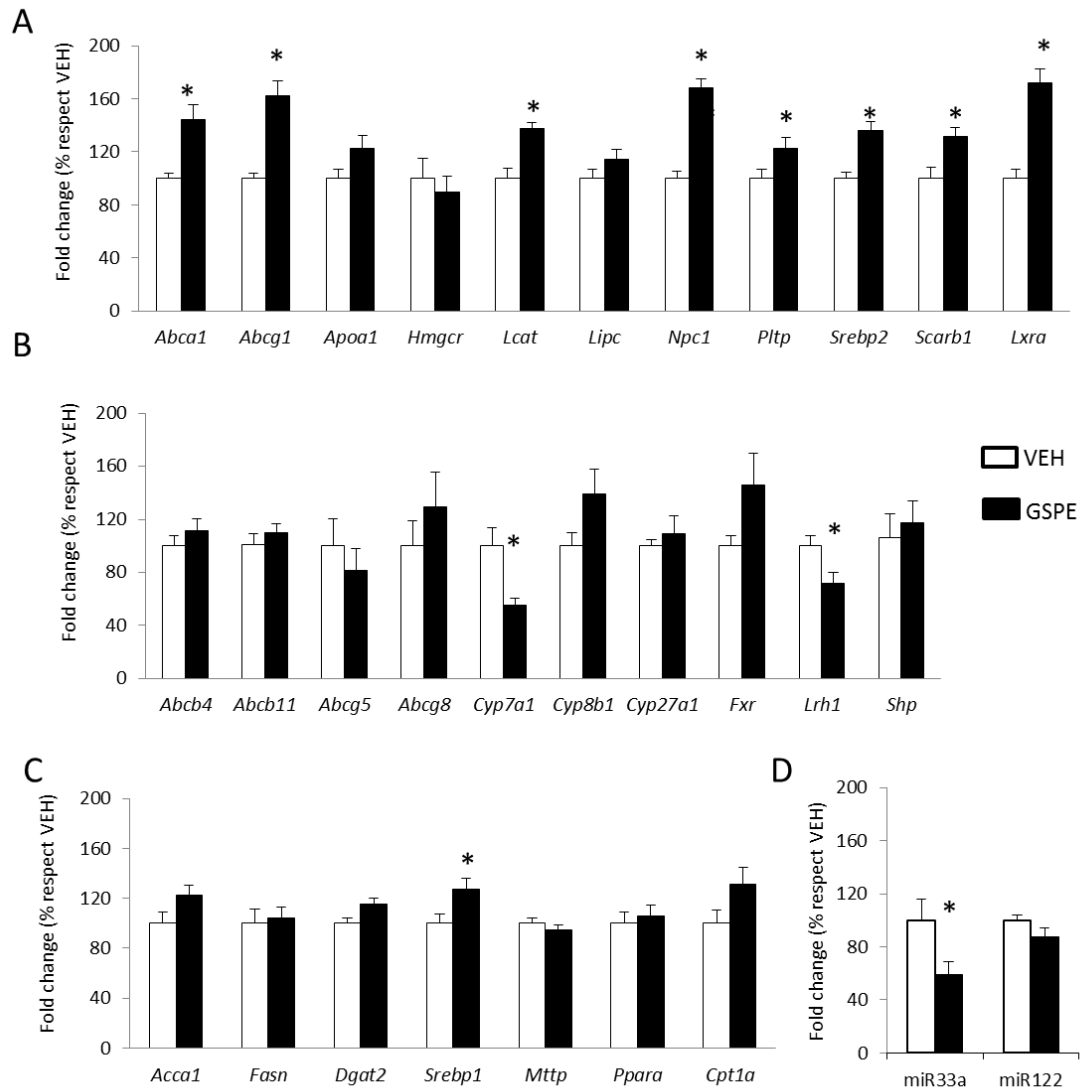 A
Fold change (% respect VEH)
200
160
120
80
40
0
* * * * * * * *
Abca1 Abcg1 Apoa1 Hmgcr Lcat Lipc Npc1 Pltp Srebp2 Scarb1 Lxra
B
Fold change (% respect VEH)
200
160
120
80
40
0
* *
Abcb4 Abcb11 Abcg5 Abcg8 Cyp7a1 Cyp8b1 Cyp27a1 Fxr Lrh1 Shp
VEH
GSPE
C
Fold change (% respect VEH)
200
160
120
80
40
0
*
Acca1 Fasn Dgat2 Srebp1 Mttp Ppara Cpt1a
D
Fold change (% respect VEH)
200
160
120
80
40
0
*
miR33a miR122